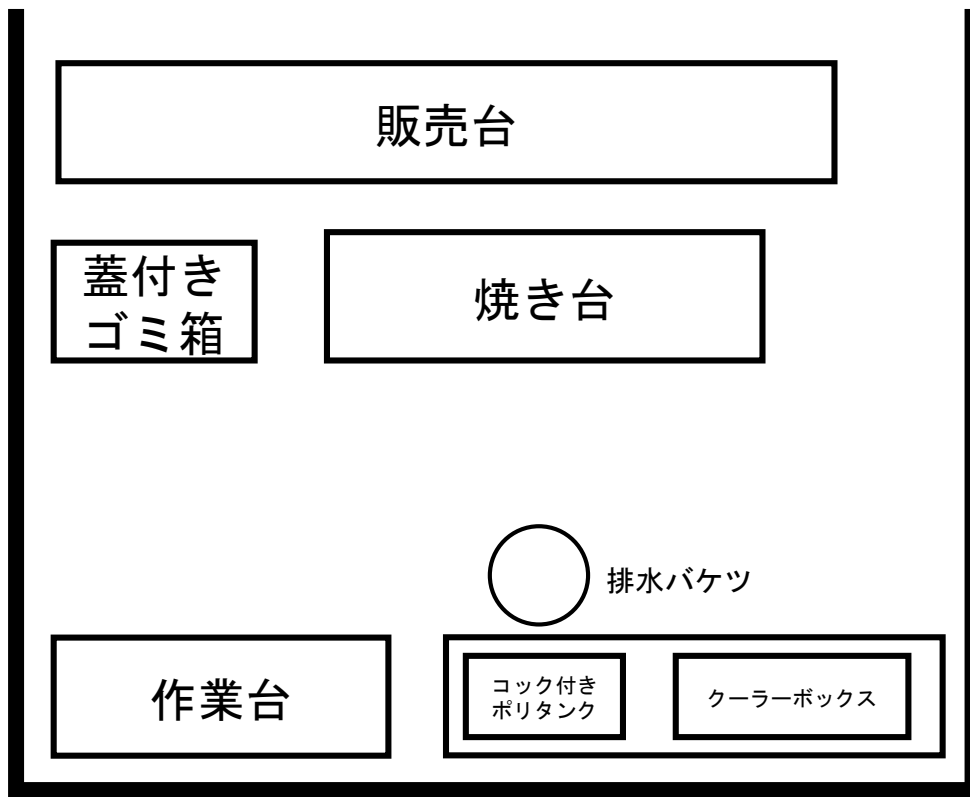 販売台
蓋付き
ゴミ箱
焼き台
排水バケツ
作業台
コック付き
ポリタンク
クーラーボックス